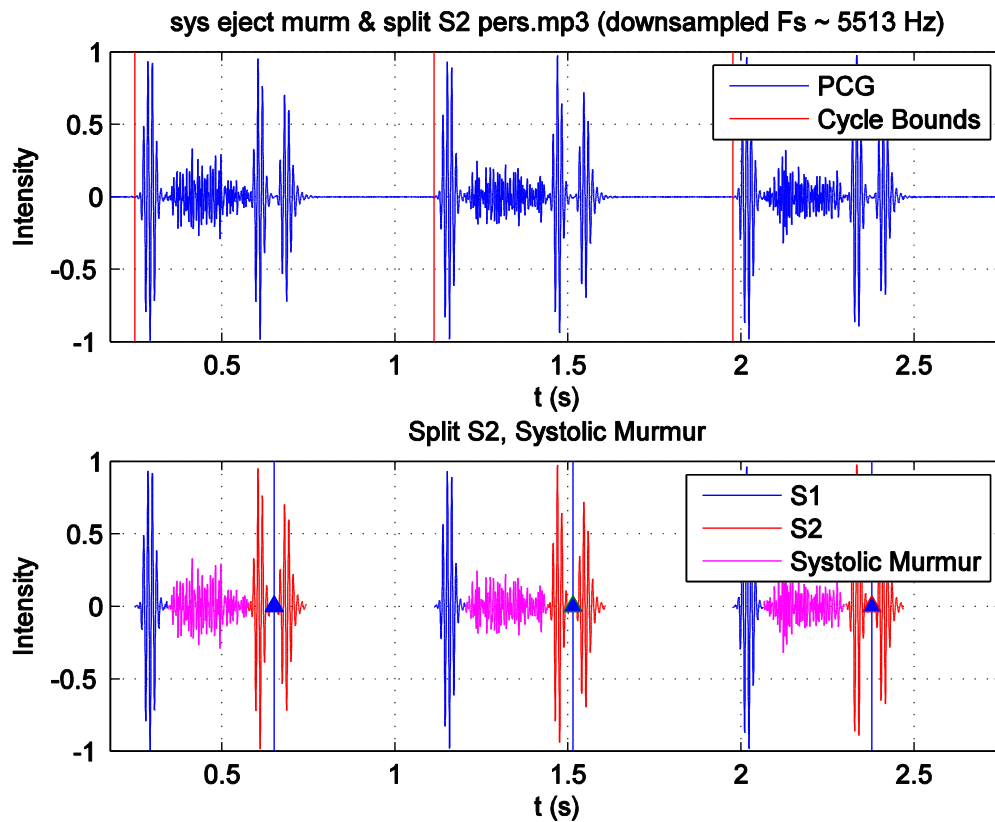 sys eject murm & split S2 pers.mp3 (downsampled Fs ~ 5513 Hz)
1
0.5
0
-0.5
-1
Intensity
PCG
Cycle Bounds
0.5
1
1.5
2
2.5
t (s)
Split S2, Systolic Murmur
1
0.5
0
-0.5
-1
Intensity
S1
S2
Systolic Murmur
0.5
1
1.5
2
2.5
t (s)